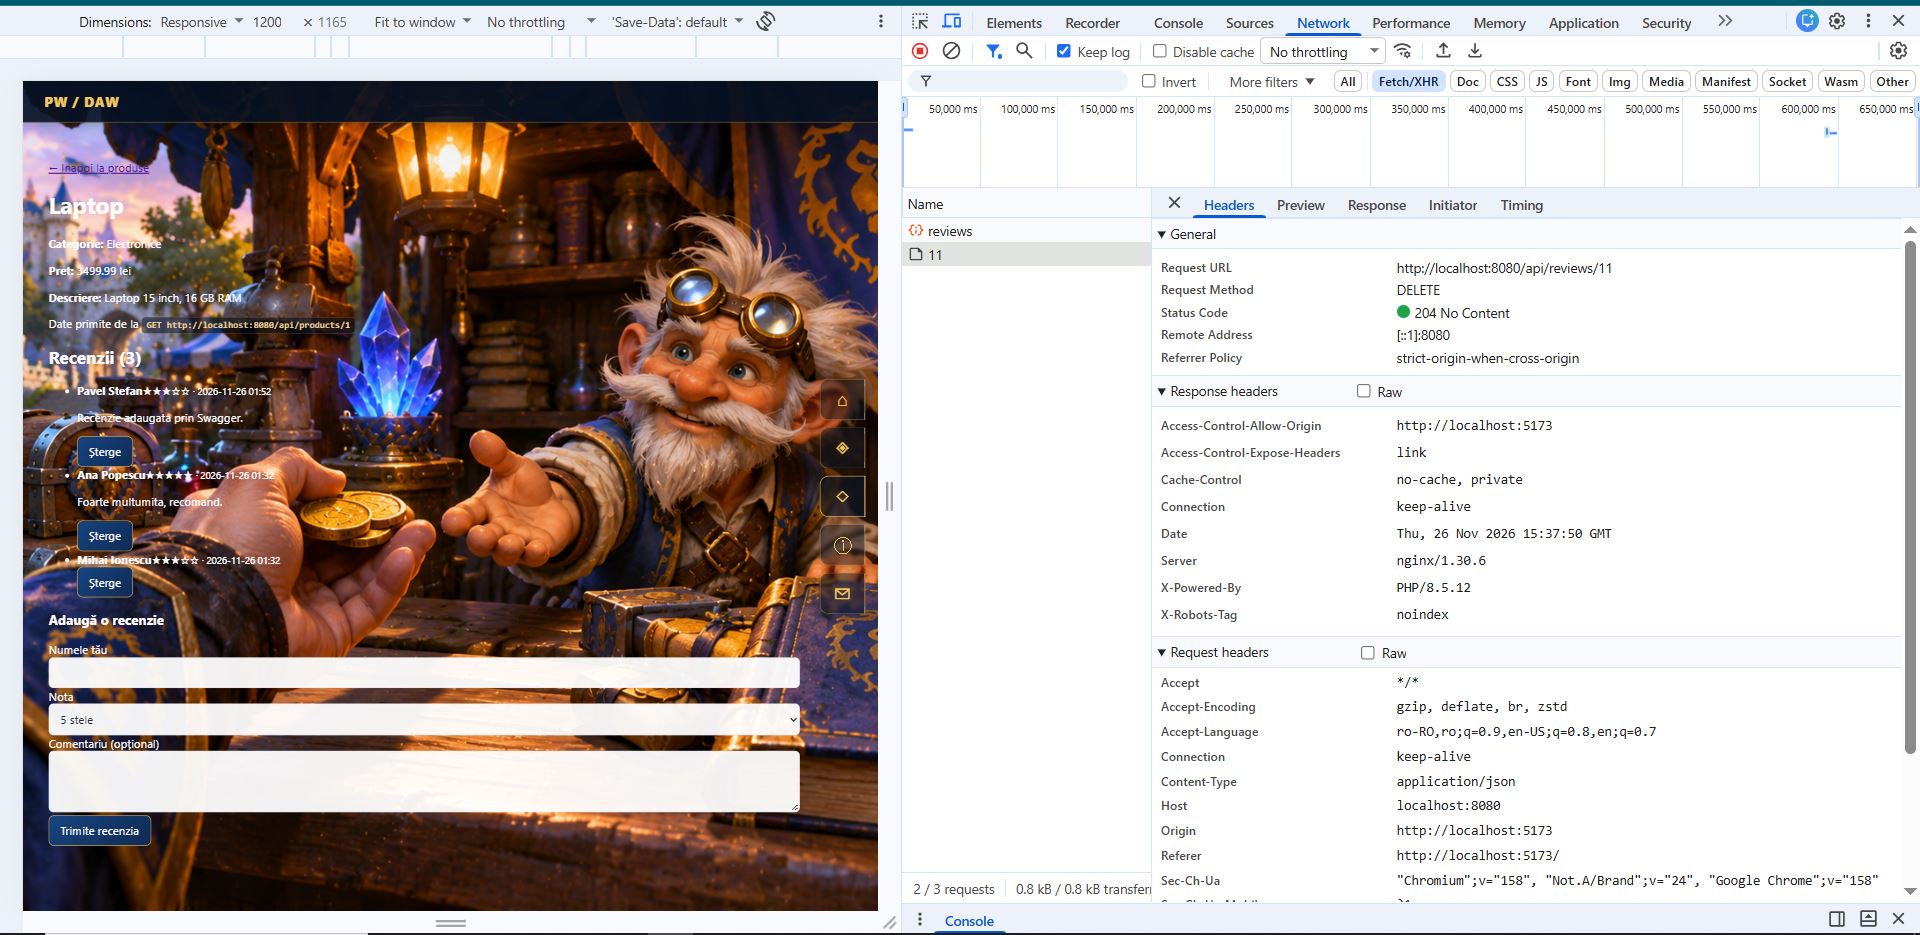 Dimensions: Responsive 1200 × 1165 Fit to window No throttling 'Save-Data': default
PW / DAW
← Inapoi la produse
Laptop
Categorie: Electronice
Pret: 3499.99 lei
Descriere: Laptop 15 inch, 16 GB RAM
Date primite de la GET http://localhost:8080/api/products/1
Recenzii (3)
Pavel Stefan★★★☆☆ · 2026-11-26 01:52
Recenzie adaugata prin Swagger.
Șterge
Ana Popescu★★★★★ · 2026-11-26 01:32
Foarte multumita, recomand.
Șterge
Mihai Ionescu★★★☆☆ · 2026-11-26 01:32
Șterge
Adaugă o recenzie
Numele tău
Nota
5 stele
Comentariu (opțional)
Trimite recenzia
Elements Recorder Console Sources Network Performance Memory Application Security
Keep log Disable cache No throttling
Invert More filters All Fetch/XHR Doc CSS JS Font Img Media Manifest Socket Wasm Other
50,000 ms 100,000 ms 150,000 ms 200,000 ms 250,000 ms 300,000 ms 350,000 ms 400,000 ms 450,000 ms 500,000 ms 550,000 ms 600,000 ms 650,000 ms
Name
reviews
11
2 / 3 requests 0.8 kB / 0.8 kB
Headers Preview Response Initiator Timing
General
Request URL http://localhost:8080/api/reviews/11
Request Method DELETE
Status Code 204 No Content
Remote Address [::1]:8080
Referrer Policy strict-origin-when-cross-origin
Response headers Raw
Access-Control-Allow-Origin http://localhost:5173
Access-Control-Expose-Headers link
Cache-Control no-cache, private
Connection keep-alive
Date Thu, 26 Nov 2026 15:37:50 GMT
Server nginx/1.30.6
X-Powered-By PHP/8.5.12
X-Robots-Tag noindex
Request headers Raw
Accept */*
Accept-Encoding gzip, deflate, br, zstd
Accept-Language ro-RO,ro;q=0.9,en-US;q=0.8,en;q=0.7
Connection keep-alive
Content-Type application/json
Host localhost:8080
Origin http://localhost:5173
Referer http://localhost:5173/
Sec-Ch-Ua "Chromium";v="158", "Not.A/Brand";v="24", "Google Chrome";v="158"
Console